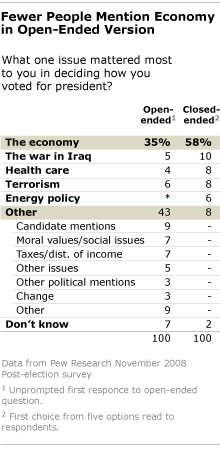 Fewer People Mention Economy
in Open-Ended Version
What one issue mattered most
to you in deciding how you
voted for president?
Open- Closed-
ended¹ ended²
The economy 35% 58%
The war in Iraq 5 10
Health care 4 8
Terrorism 6 8
Energy policy * 6
Other 43 8
Candidate mentions 9 -
Moral values/social issues 7 -
Taxes/dist. of income 7 -
Other issues 5 -
Other political mentions 3 -
Change 3 -
Other 9 -
Don't know 7 2
100 100
Data from Pew Research November 2008
Post-election survey
¹ Unprompted first responce to open-ended
question.
² First choice from five options read to
respondents.